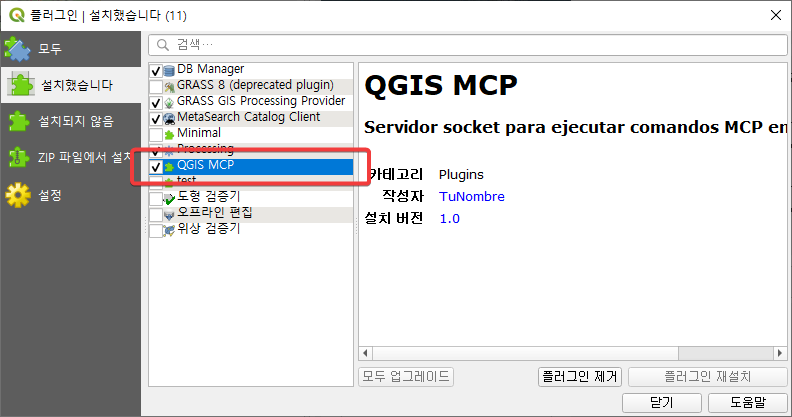 플러그인 | 설치했습니다 (11)
모두
설치했습니다
설치되지 않음
ZIP 파일에서 설치
설정
검색…
DB Manager
GRASS 8 (deprecated plugin)
GRASS GIS Processing Provider
MetaSearch Catalog Client
Minimal
Processing
QGIS MCP
test
도형 검증기
오프라인 편집
위상 검증기
QGIS MCP
Servidor socket para ejecutar comandos MCP en
카테고리 Plugins
작성자 TuNombre
설치 버전 1.0
모두 업그레이드
플러그인 제거
플러그인 재설치
닫기
도움말